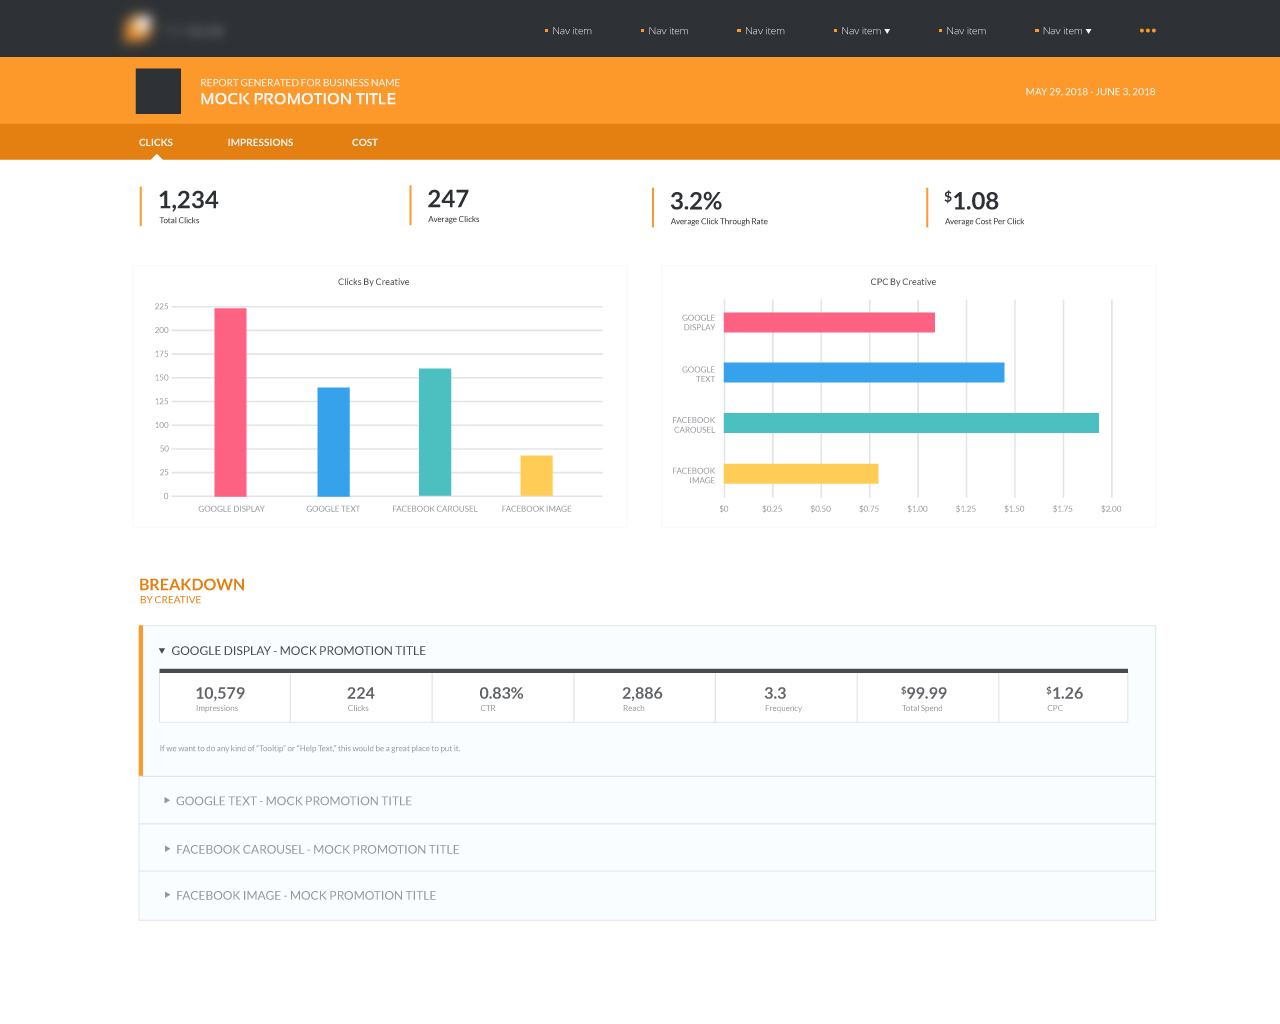 Nav item
Nav item
Nav item
Nav item ▼
Nav item
Nav item ▼
REPORT GENERATED FOR BUSINESS NAME
MOCK PROMOTION TITLE
MAY 29, 2018 - JUNE 3, 2018
CLICKS
IMPRESSIONS
COST
1,234
Total Clicks
247
Average Clicks
3.2%
Average Click Through Rate
$1.08
Average Cost Per Click
Clicks By Creative
225
200
175
150
125
100
50
25
0
GOOGLE DISPLAY
GOOGLE TEXT
FACEBOOK CAROUSEL
FACEBOOK IMAGE
CPC By Creative
GOOGLE
DISPLAY
GOOGLE
TEXT
FACEBOOK
CAROUSEL
FACEBOOK
IMAGE
$0
$0.25
$0.50
$0.75
$1.00
$1.25
$1.50
$1.75
$2.00
BREAKDOWN
BY CREATIVE
▼ GOOGLE DISPLAY - MOCK PROMOTION TITLE
10,579
Impressions
224
Clicks
0.83%
CTR
2,886
Reach
3.3
Frequency
$99.99
Total Spend
$1.26
CPC
If we want to do any kind of "Tooltip" or "Help Text," this would be a great place to put it.
► GOOGLE TEXT - MOCK PROMOTION TITLE
► FACEBOOK CAROUSEL - MOCK PROMOTION TITLE
► FACEBOOK IMAGE - MOCK PROMOTION TITLE